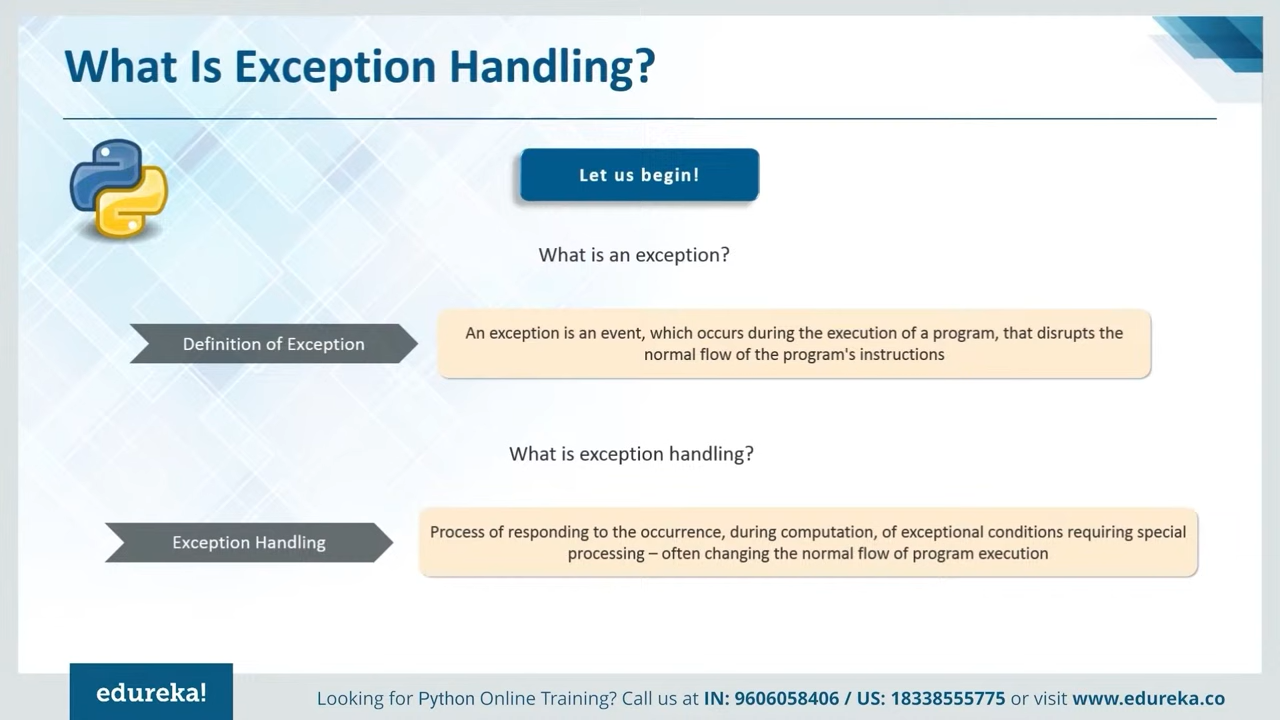 What Is Exception Handling?
Let us begin!
What is an exception?
Definition of Exception
An exception is an event, which occurs during the execution of a program, that disrupts the
normal flow of the program's instructions
What is exception handling?
Exception Handling
Process of responding to the occurrence, during computation, of exceptional conditions requiring special
processing – often changing the normal flow of program execution
edureka!
Looking for Python Online Training? Call us at IN: 9606058406 / US: 18338555775 or visit www.edureka.co